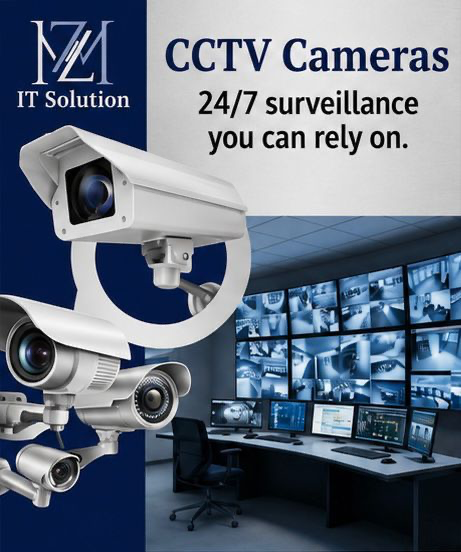 MZ
IT Solution
CCTV Cameras
24/7 surveillance
you can rely on.